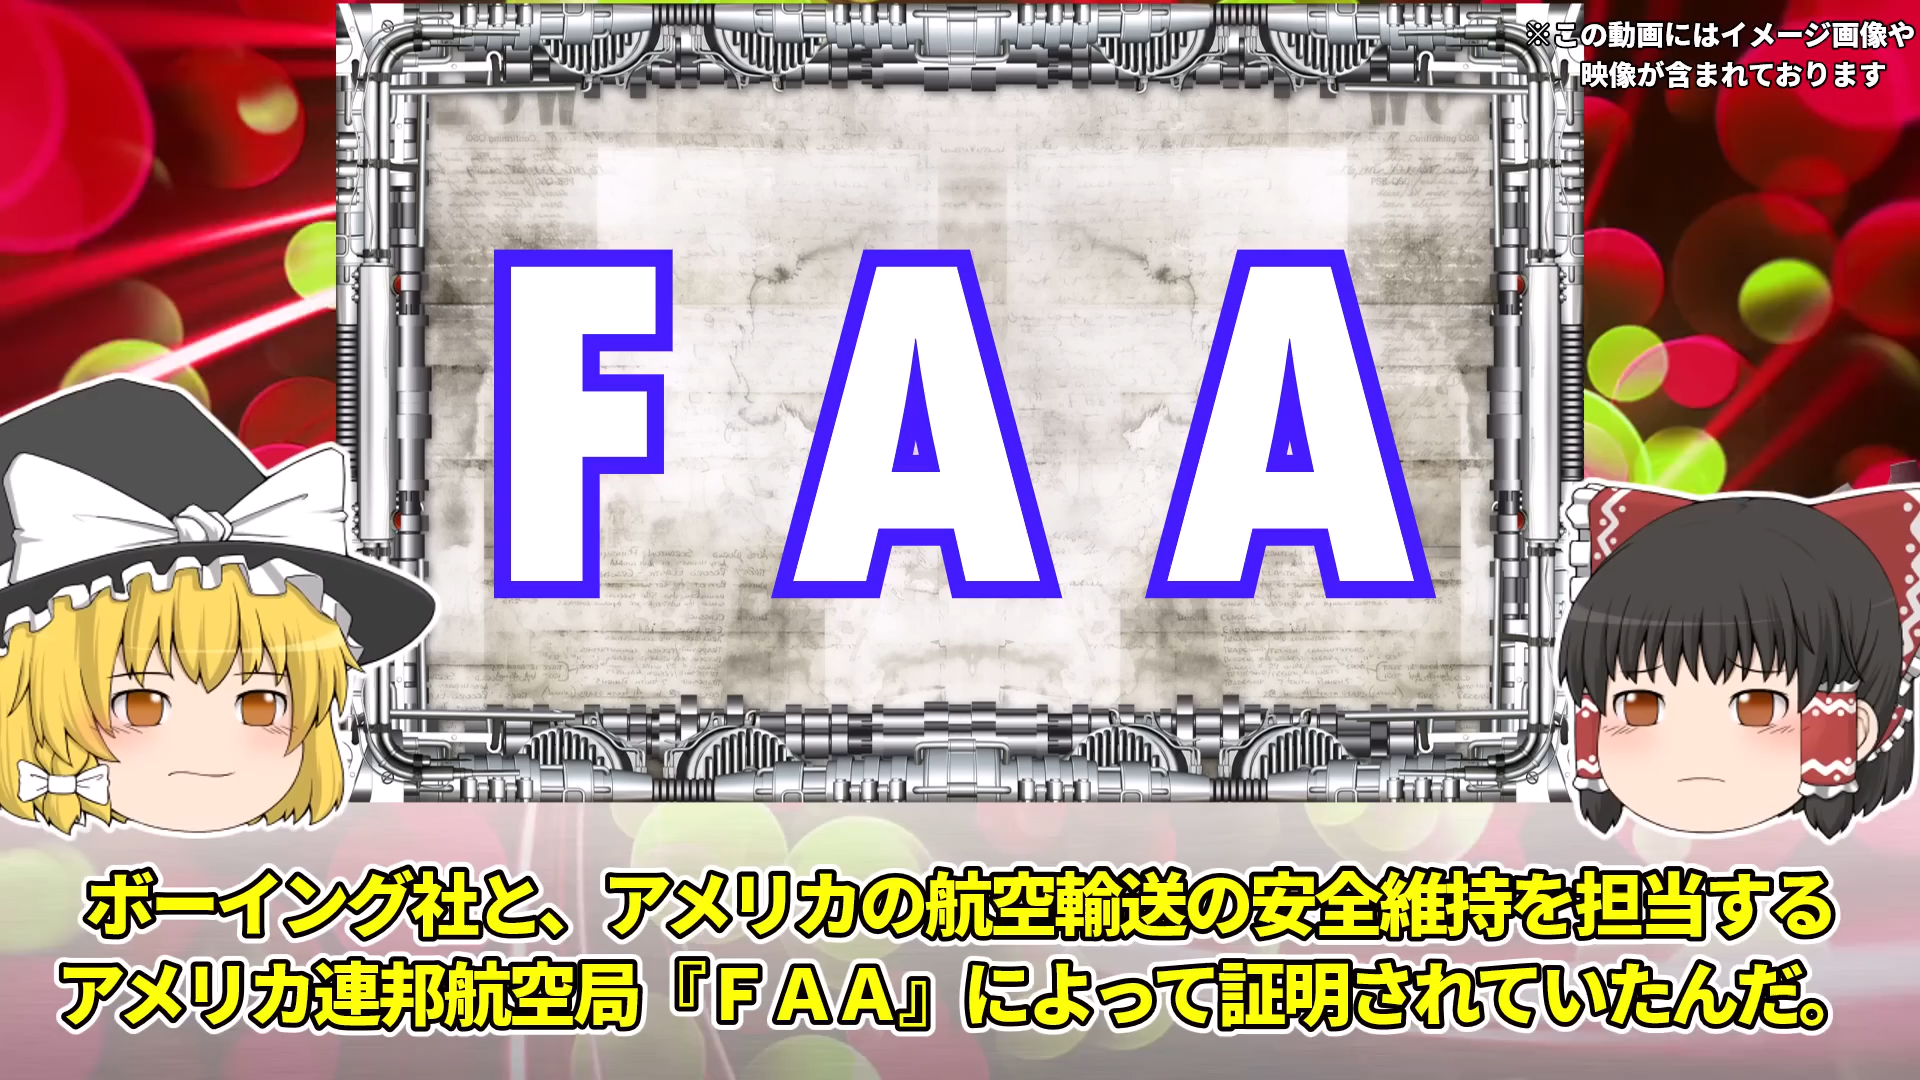 ※この動画にはイメージ画像や
映像が含まれております
FAA
ボーイング社と、アメリカの航空輸送の安全維持を担当する
アメリカ連邦航空局『ＦＡＡ』によって証明されていたんだ。